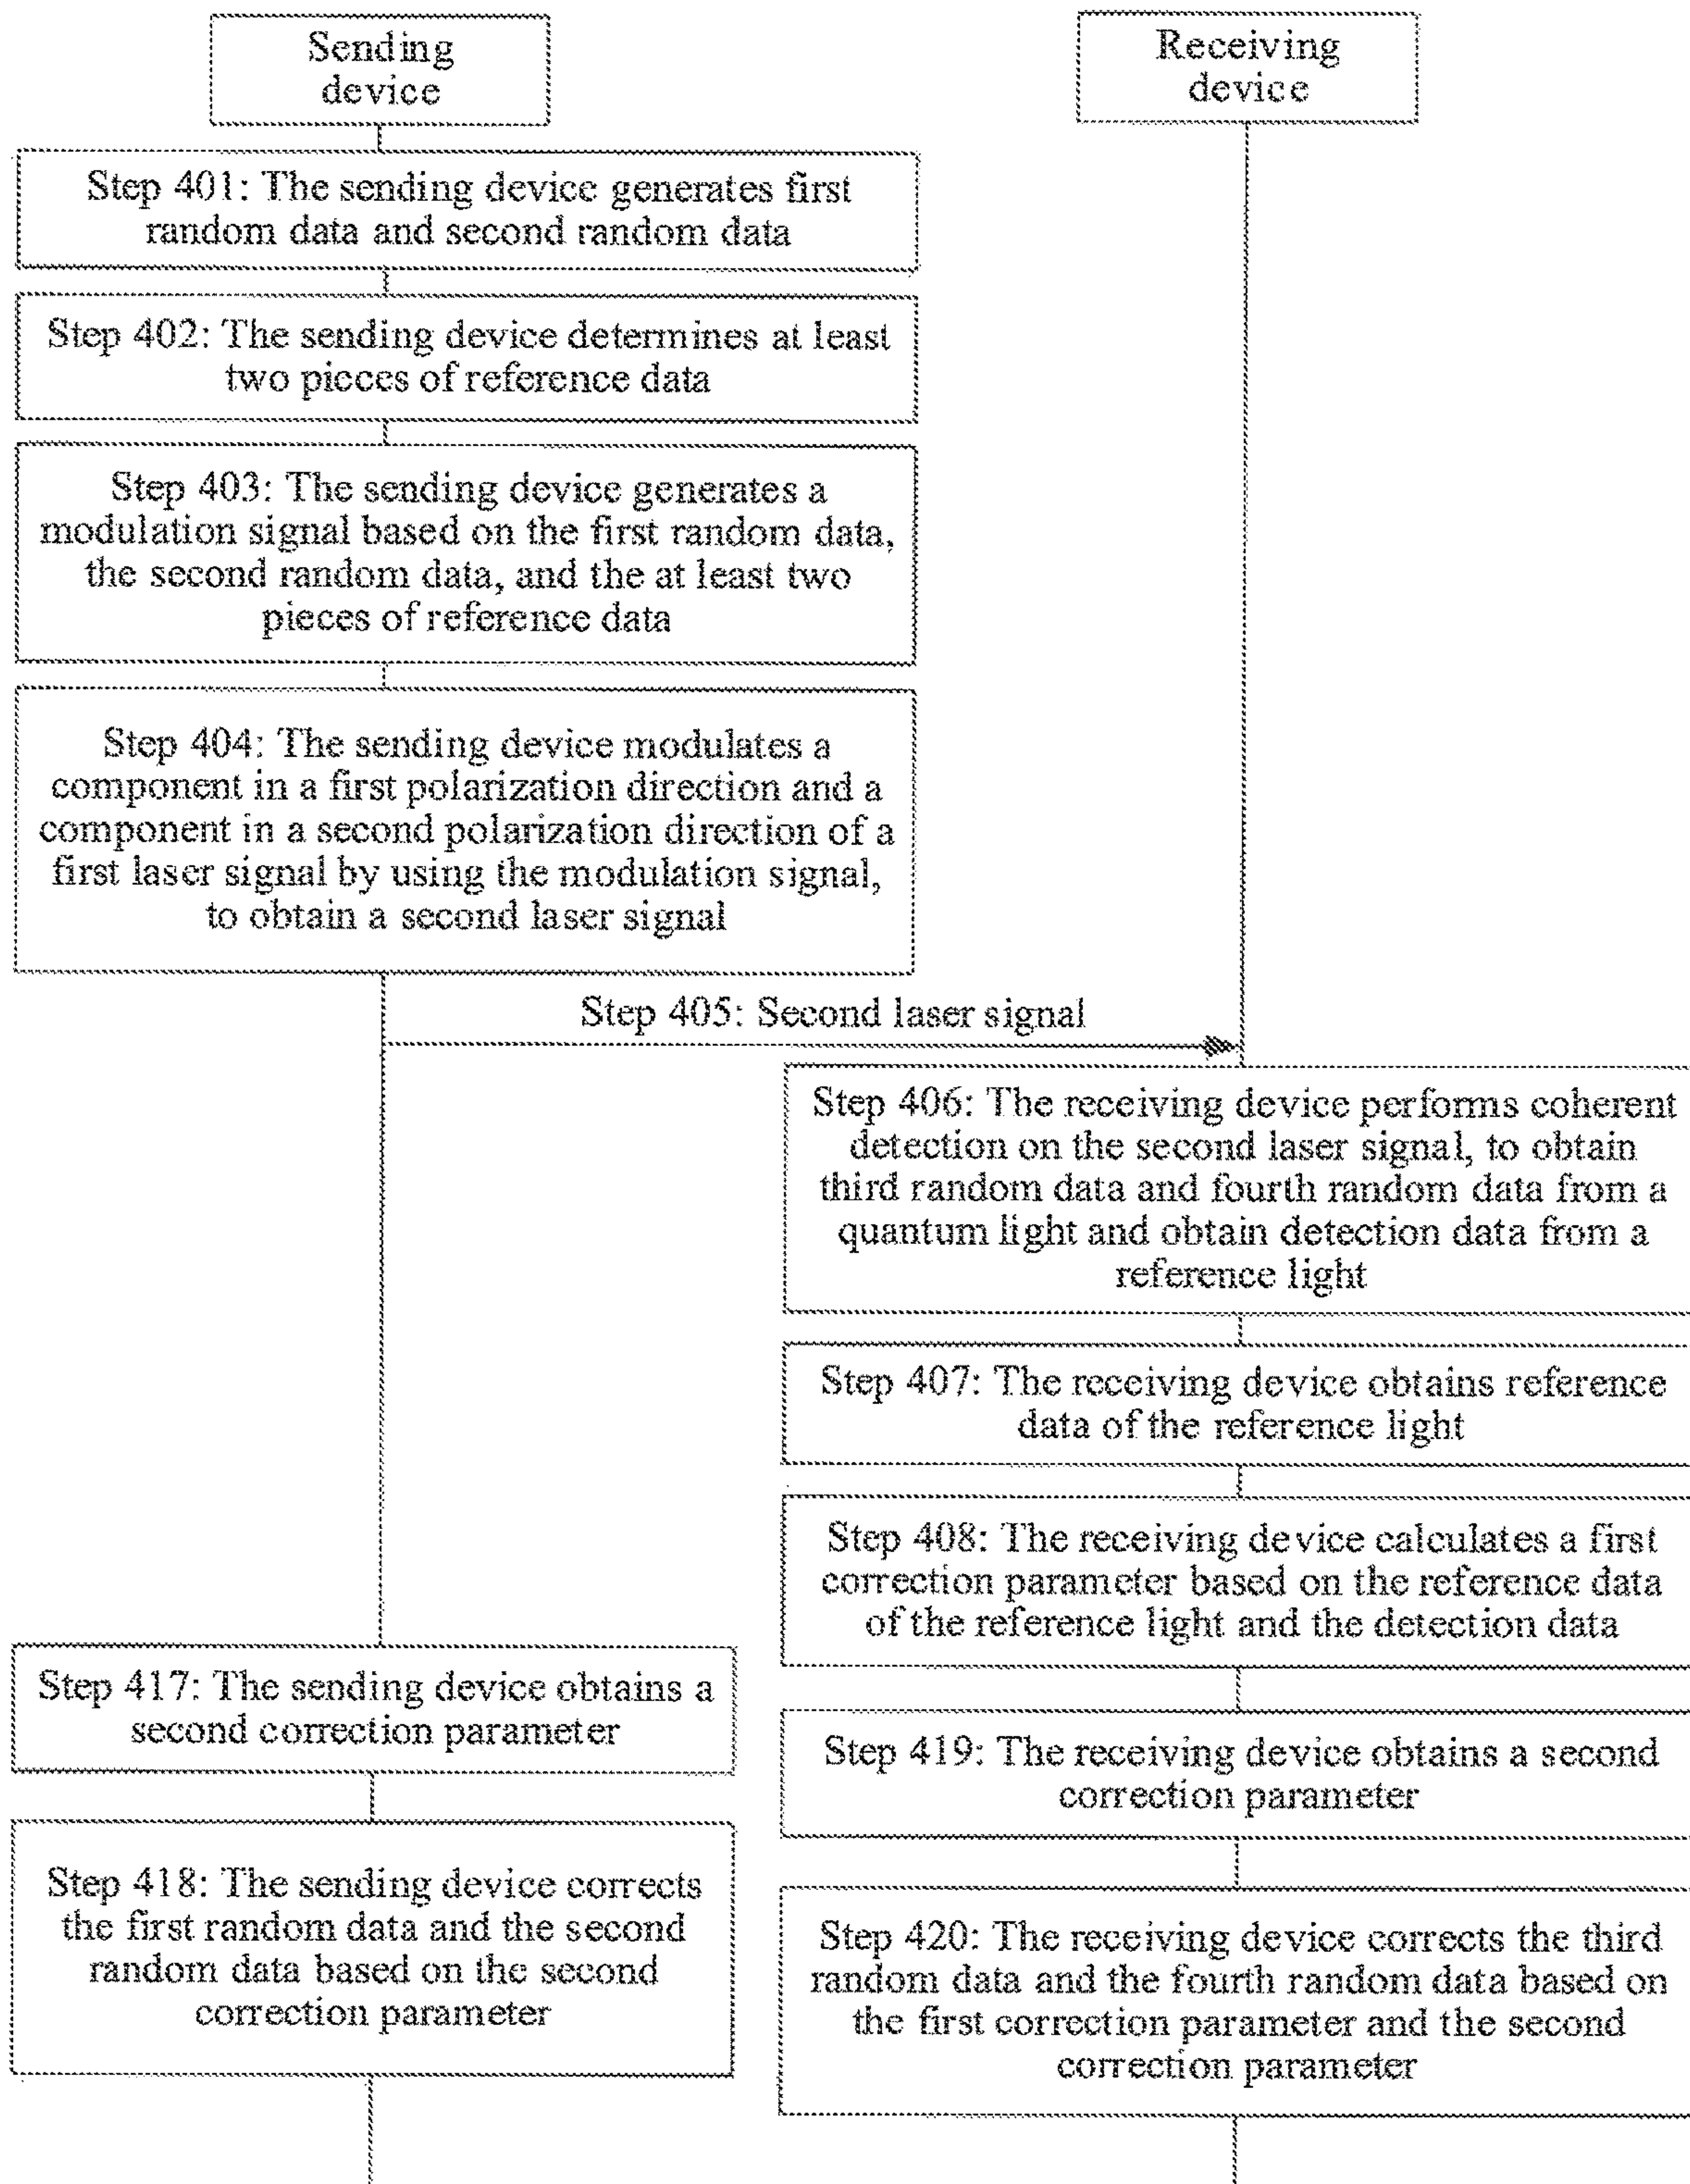 Sending
device
Receiving
device
Step 401: The sending device generates first
random data and second random data
Step 402: The sending device determines at least
two pieces of reference data
Step 403: The sending device generates a
modulation signal based on the first random data,
the second random data, and the at least two
pieces of reference data
Step 404: The sending device modulates a
component in a first polarization direction and a
component in a second polarization direction of a
first laser signal by using the modulation signal,
to obtain a second laser signal
Step 405: Second laser signal
Step 406: The receiving device performs coherent
detection on the second laser signal, to obtain
third random data and fourth random data from a
quantum light and obtain detection data from a
reference light
Step 407: The receiving device obtains reference
data of the reference light
Step 408: The receiving device calculates a first
correction parameter based on the reference data
of the reference light and the detection data
Step 417: The sending device obtains a
second correction parameter
Step 419: The receiving device obtains a second
correction parameter
Step 418: The sending device corrects
the first random data and the second
random data based on the second
correction parameter
Step 420: The receiving device corrects the third
random data and the fourth random data based on
the first correction parameter and the second
correction parameter